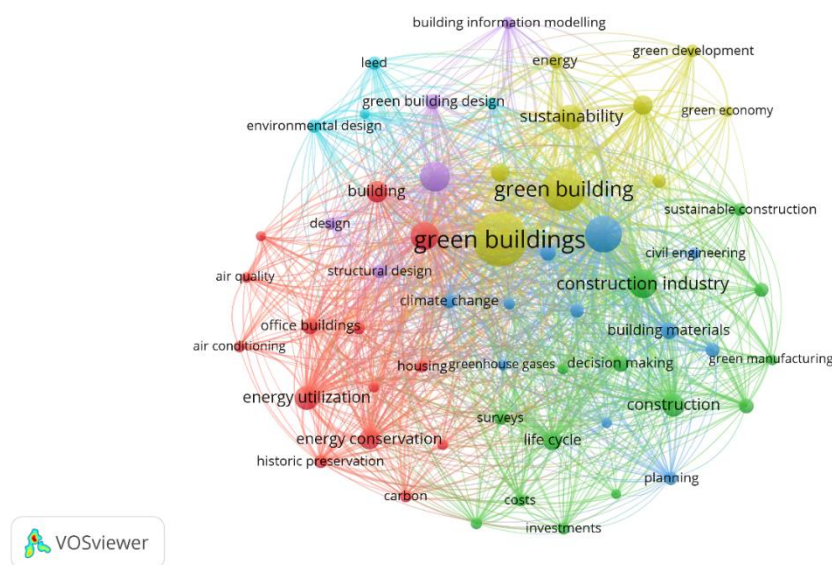 building information modelling
green development
leed
energy
green building design
green economy
sustainability
environmental design
building
green building
sustainable construction
design
green buildings
civil engineering
structural design
air quality
construction industry
climate change
office buildings
building materials
air conditioning
housing
greenhouse gases
decision making
green manufacturing
energy utilization
construction
surveys
energy conservation
life cycle
historic preservation
planning
carbon
costs
investments
VOSviewer